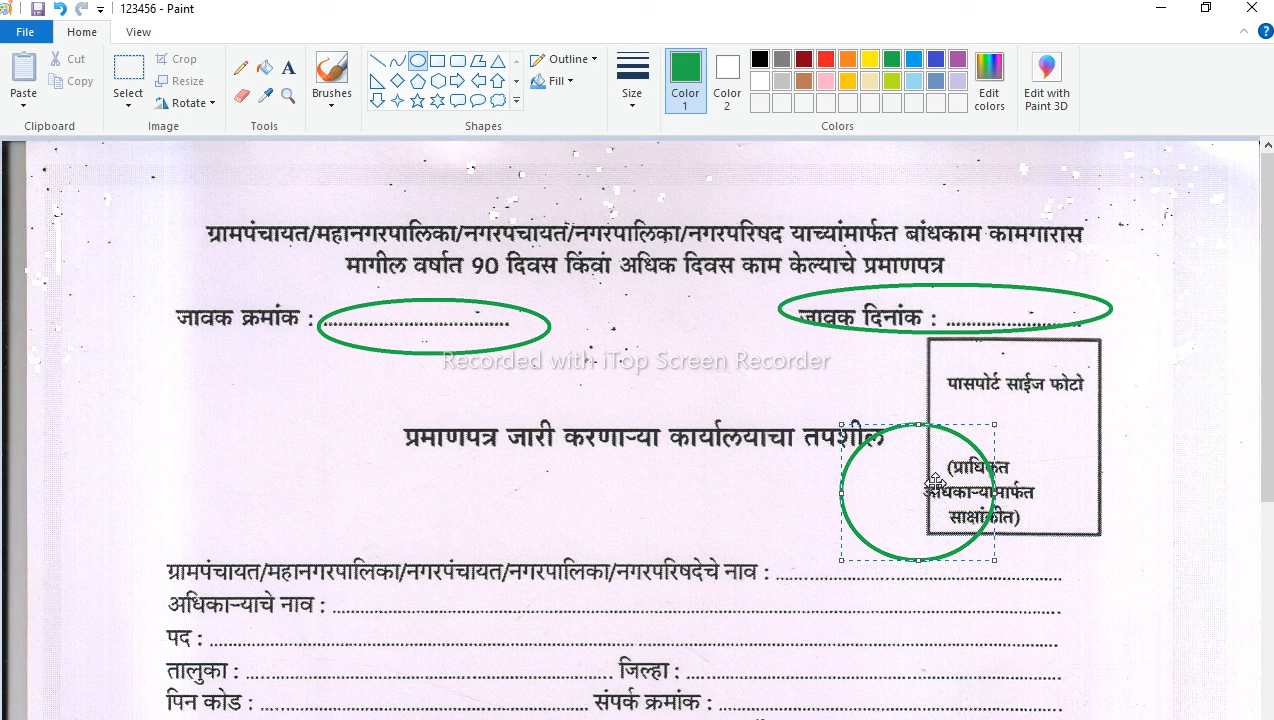 123456 - Paint
File Home View
Cut
Copy
Paste
Clipboard
Select
Crop
Resize
Rotate
Image
Tools
Brushes
Shapes
Outline
Fill
Size
Color 1
Color 2
Colors
Edit colors
Edit with Paint 3D
ग्रामपंचायत/महानगरपालिका/नगरपंचायत/नगरपालिका/नगरपरिषद याच्यांमार्फत बांधकाम कामगारास
मागील वर्षात 90 दिवस किंवा अधिक दिवस काम केल्याचे प्रमाणपत्र
जावक क्रमांक : ................................ जावक दिनांक : ........................
Recorded with iTop Screen Recorder
पासपोर्ट साईज फोटो
प्रमाणपत्र जारी करणाऱ्या कार्यालयाचा तपशील
(प्राधिकृत
अधिकाऱ्यामार्फत
साक्षांकीत)
ग्रामपंचायत/महानगरपालिका/नगरपंचायत/नगरपालिका/नगरपरिषदेचे नाव : ................................
अधिकाऱ्याचे नाव : ................................
पद : ................................
तालुका : ................................ जिल्हा : ................................
पिन कोड : ................................ संपर्क क्रमांक : ................................